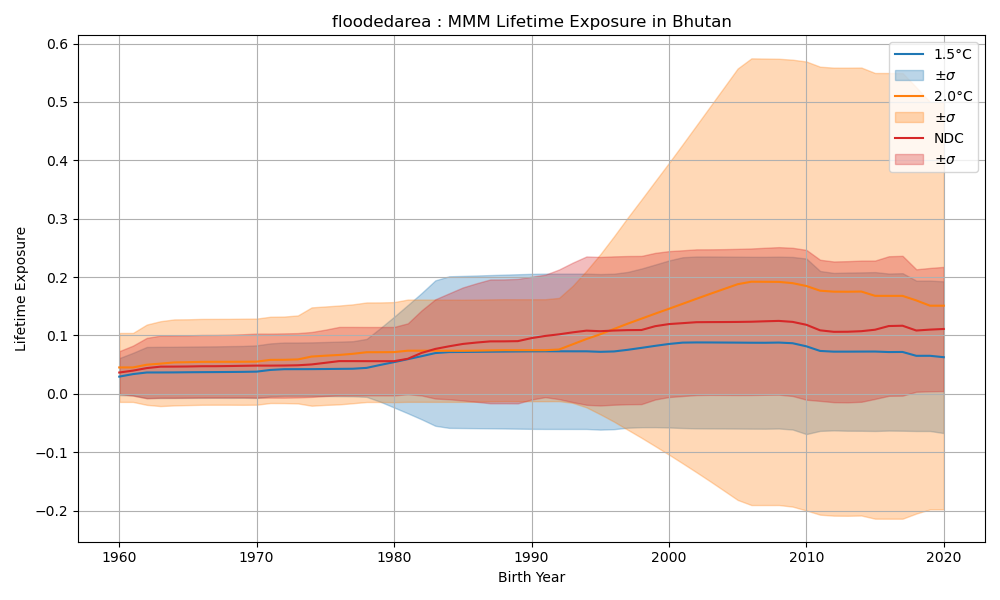 floodedarea : MMM Lifetime Exposure in Bhutan
Lifetime Exposure
0.6
0.5
0.4
0.3
0.2
0.1
0.0
−0.1
−0.2
1.5°C
±σ
2.0°C
±σ
NDC
±σ
1960
1970
1980
1990
2000
2010
2020
Birth Year